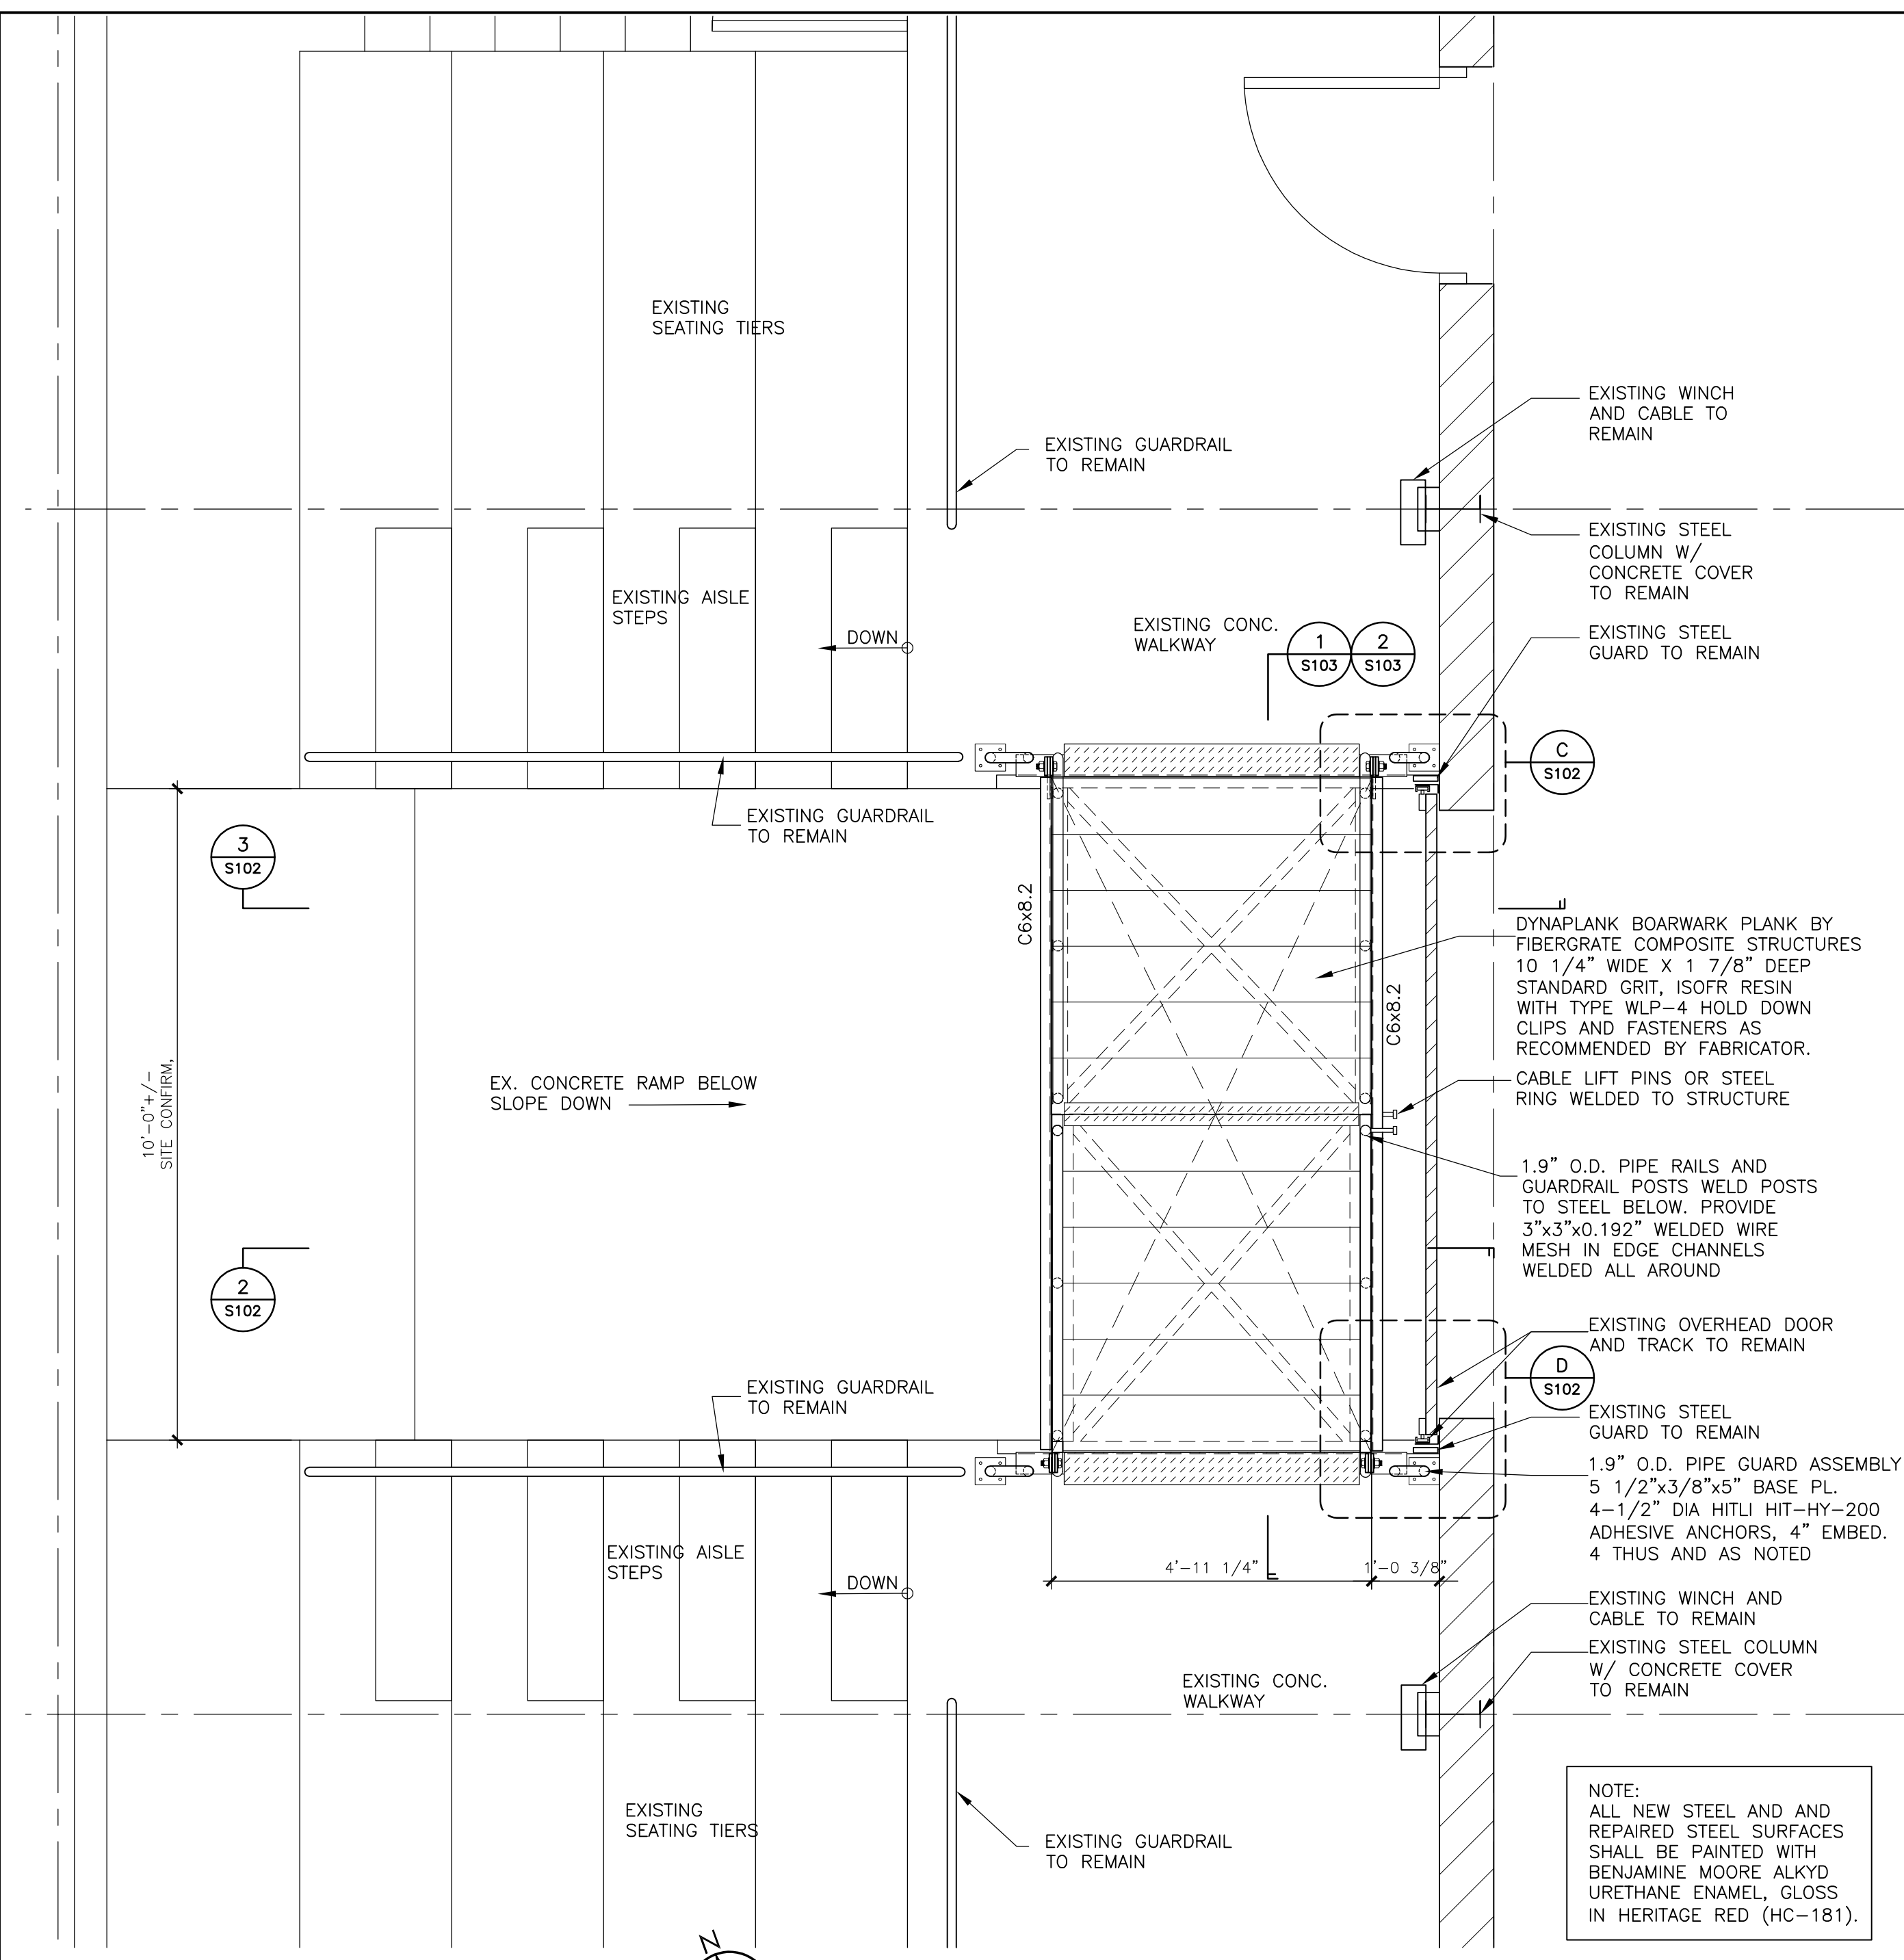 EXISTING
SEATING TIERS
EXISTING WINCH
AND CABLE TO
REMAIN
EXISTING GUARDRAIL
TO REMAIN
EXISTING STEEL
COLUMN W/
CONCRETE COVER
TO REMAIN
EXISTING AISLE
STEPS
DOWN
EXISTING CONC.
WALKWAY
1
S103
2
S103
EXISTING STEEL
GUARD TO REMAIN
C
S102
EXISTING GUARDRAIL
TO REMAIN
3
S102
C6x8.2
DYNAPLANK BOARWARK PLANK BY
FIBERGRATE COMPOSITE STRUCTURES
10 1/4" WIDE X 1 7/8" DEEP
STANDARD GRIT, ISOFR RESIN
WITH TYPE WLP-4 HOLD DOWN
CLIPS AND FASTENERS AS
RECOMMENDED BY FABRICATOR.
C6x8.2
10'-0"+/-
SITE CONFIRM,
EX. CONCRETE RAMP BELOW
SLOPE DOWN
CABLE LIFT PINS OR STEEL
RING WELDED TO STRUCTURE
1.9" O.D. PIPE RAILS AND
GUARDRAIL POSTS WELD POSTS
TO STEEL BELOW. PROVIDE
3"x3"x0.192" WELDED WIRE
MESH IN EDGE CHANNELS
WELDED ALL AROUND
2
S102
EXISTING OVERHEAD DOOR
AND TRACK TO REMAIN
D
S102
EXISTING GUARDRAIL
TO REMAIN
EXISTING STEEL
GUARD TO REMAIN
1.9" O.D. PIPE GUARD ASSEMBLY
5 1/2"x3/8"x5" BASE PL.
4-1/2" DIA HITLI HIT-HY-200
ADHESIVE ANCHORS, 4" EMBED.
4 THUS AND AS NOTED
EXISTING AISLE
STEPS
DOWN
4'-11 1/4"
1'-0 3/8"
EXISTING WINCH AND
CABLE TO REMAIN
EXISTING STEEL COLUMN
W/ CONCRETE COVER
TO REMAIN
EXISTING CONC.
WALKWAY
EXISTING
SEATING TIERS
EXISTING GUARDRAIL
TO REMAIN
NOTE:
ALL NEW STEEL AND AND
REPAIRED STEEL SURFACES
SHALL BE PAINTED WITH
BENJAMINE MOORE ALKYD
URETHANE ENAMEL, GLOSS
IN HERITAGE RED (HC-181).
N